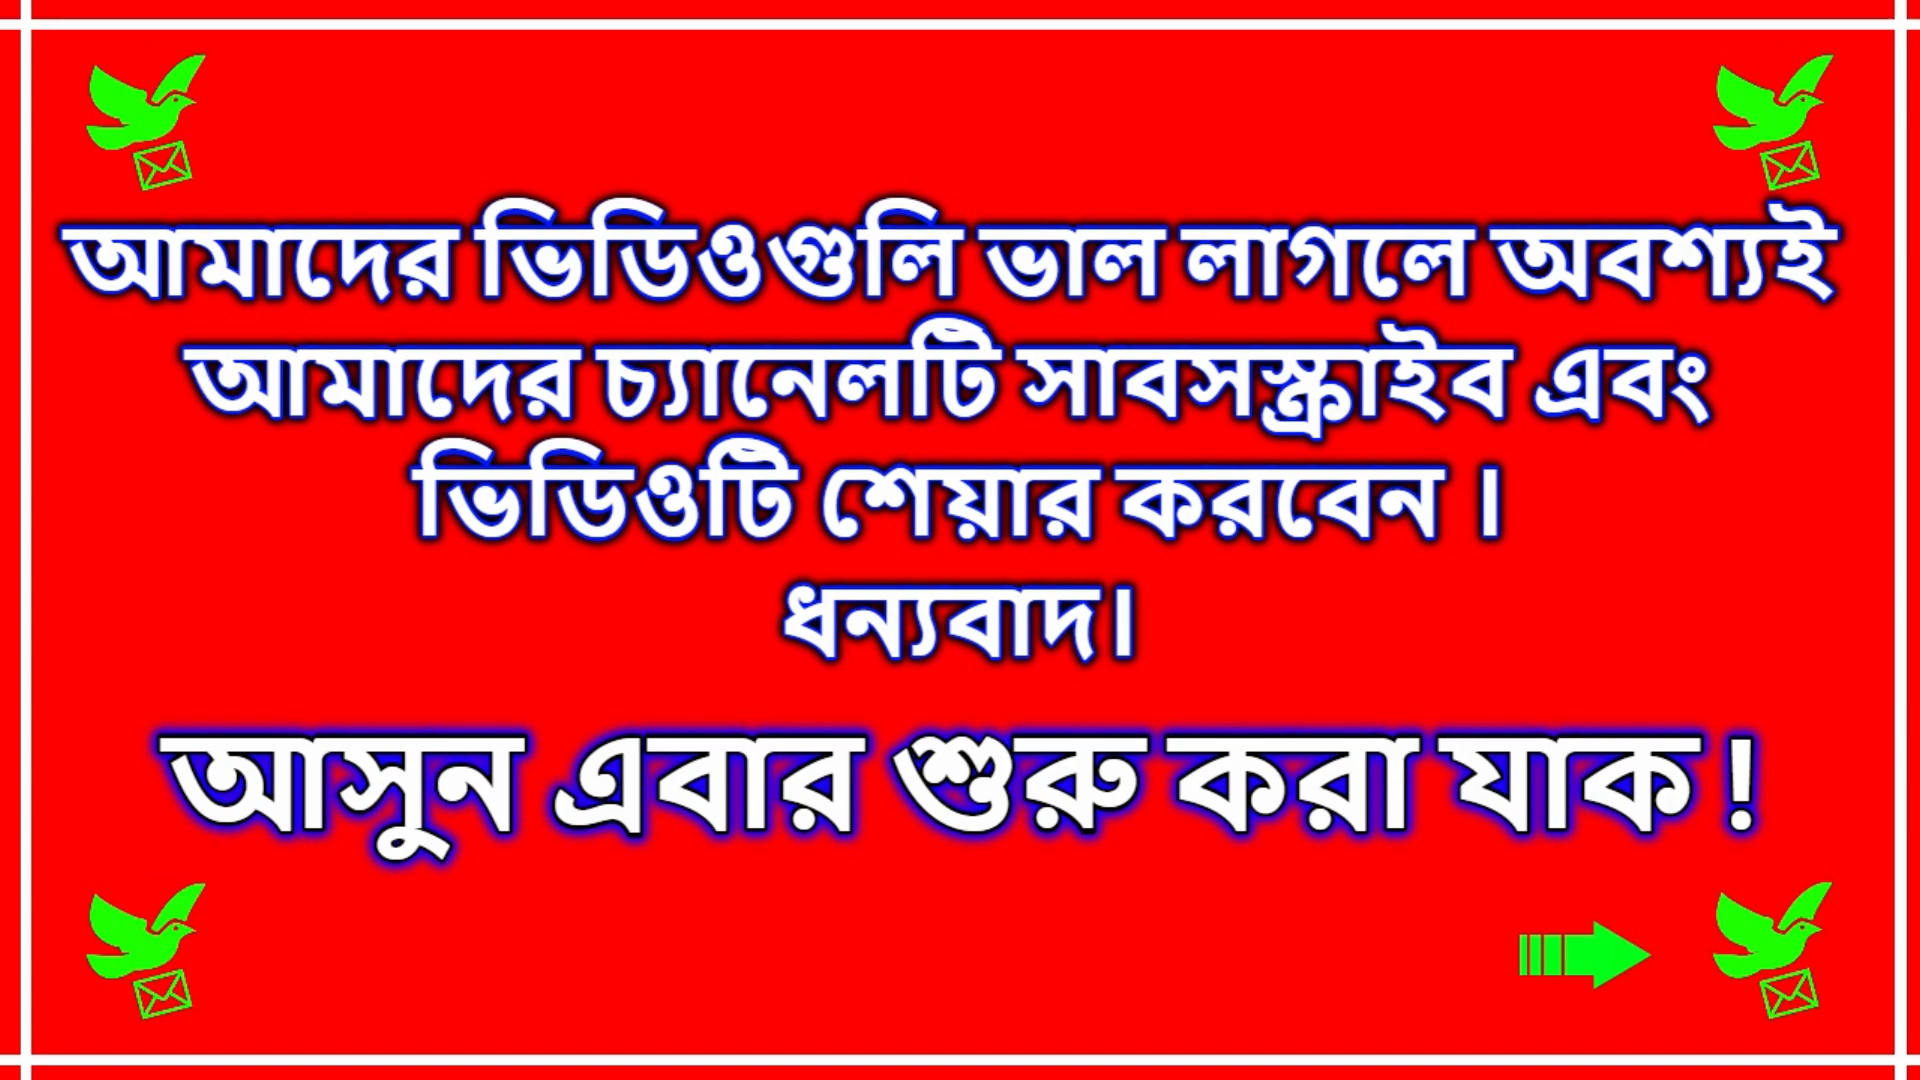 আমাদের ভিডিওগুলি ভাল লাগলে অবশ্যই
আমাদের চ্যানেলটি সাবসস্ক্রাইব এবং
ভিডিওটি শেয়ার করবেন ।
ধন্যবাদ।
আসুন এবার শুরু করা যাক !